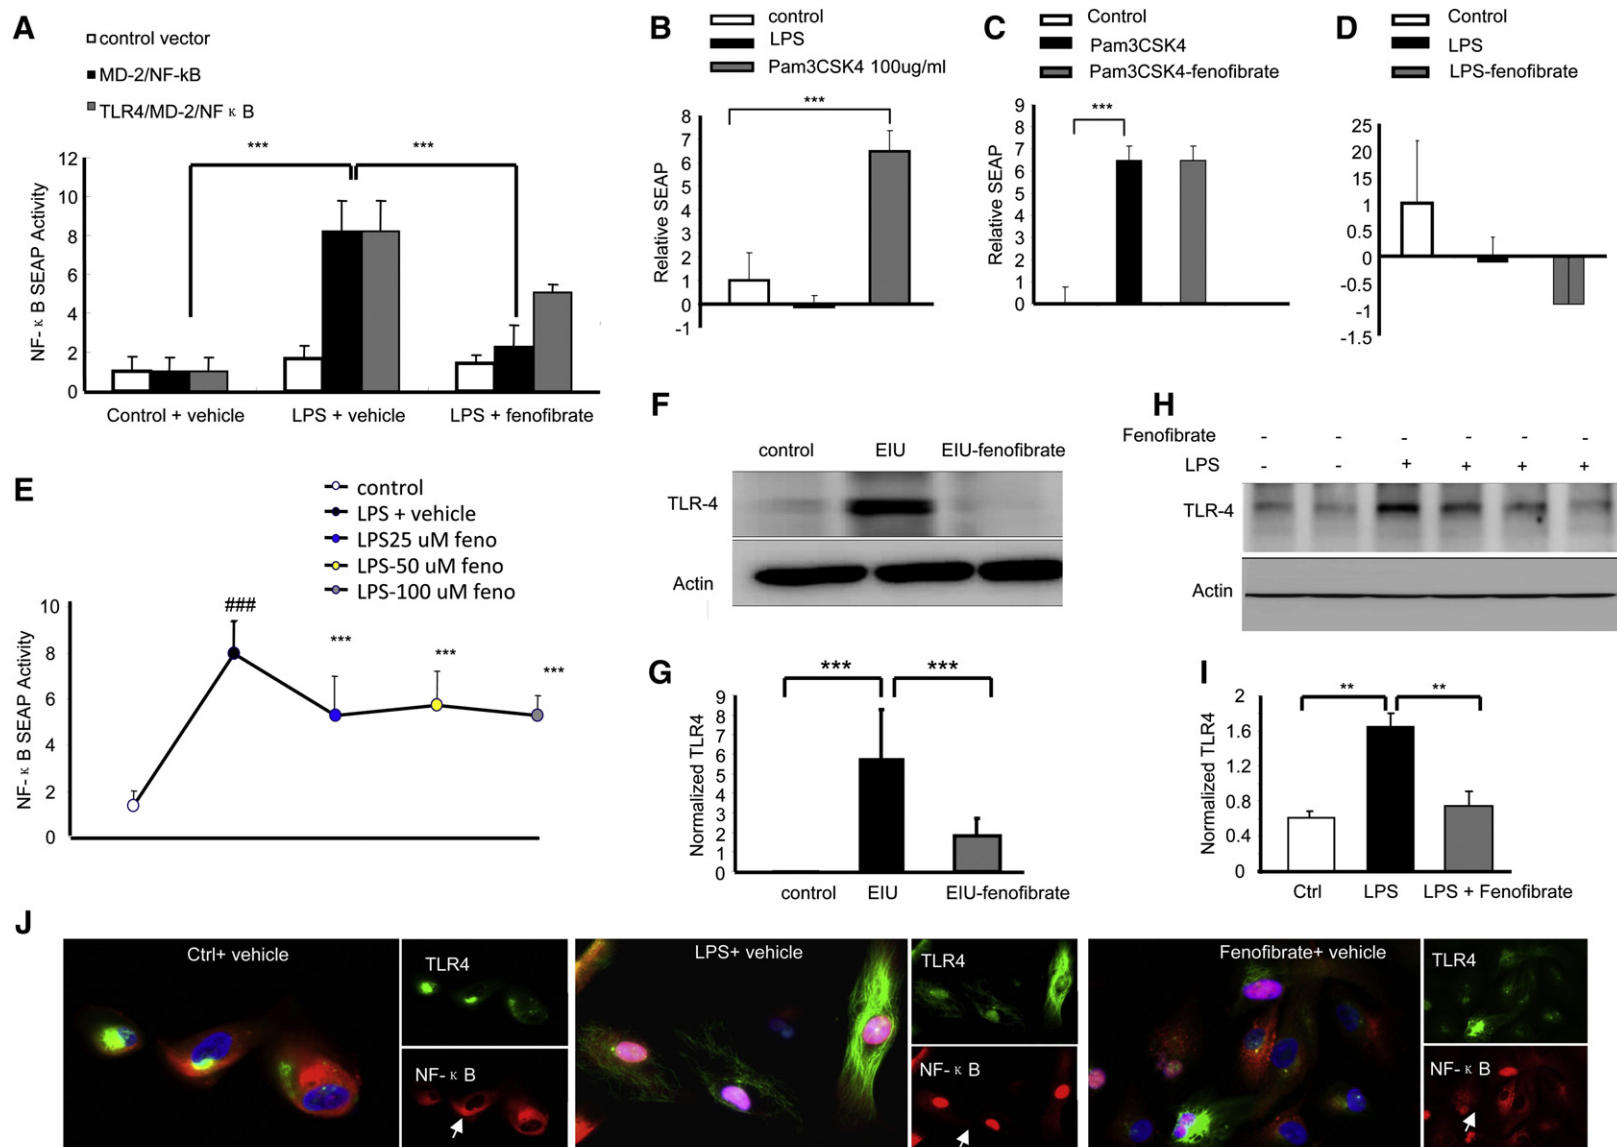 A
control vector
MD-2/NF-kB
TLR4/MD-2/NF κ B
*** ***
NF-κ B SEAP Activity
12
10
8
6
4
2
0
Control + vehicle LPS + vehicle LPS + fenofibrate
B
control
LPS
Pam3CSK4 100ug/ml
***
Relative SEAP
8
7
6
5
4
3
2
1
0
-1
C
Control
Pam3CSK4
Pam3CSK4-fenofibrate
***
Relative SEAP
9
8
7
6
5
4
3
2
1
0
D
Control
LPS
LPS-fenofibrate
25
20
15
1
0.5
0
-0.5
-1
-1.5
E
control
LPS + vehicle
LPS25 uM feno
LPS-50 uM feno
LPS-100 uM feno
NF-κ B SEAP Activity
10
8
6
4
2
0
###
***
***
***
F
control EIU EIU-fenofibrate
TLR-4
Actin
G
*** ***
Normalized TLR4
9
8
7
6
5
4
3
2
1
0
control EIU EIU-fenofibrate
H
Fenofibrate - - - - - -
LPS - - + + + +
TLR-4
Actin
I
** **
Normalized TLR4
2
1.6
1.2
0.8
0.4
0
Ctrl LPS LPS + Fenofibrate
J
Ctrl+ vehicle
TLR4
NF-κ B
LPS+ vehicle
TLR4
NF-κ B
Fenofibrate+ vehicle
TLR4
NF-κ B